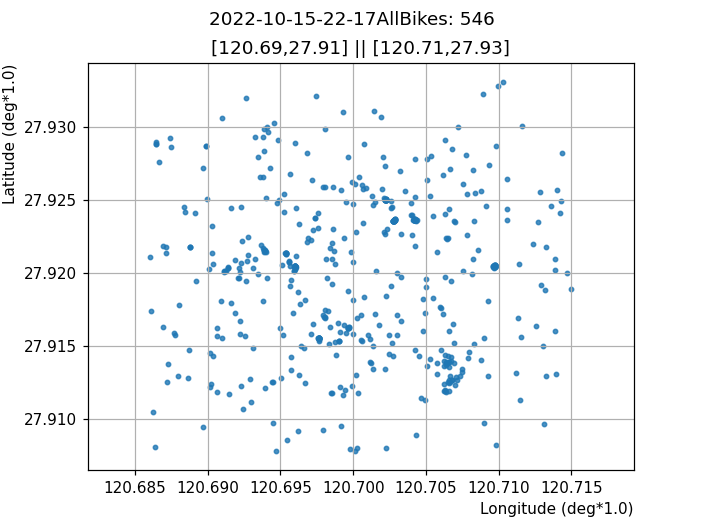 2022-10-15-22-17AllBikes: 546
[120.69,27.91] || [120.71,27.93]
Latitude (deg*1.0)
27.930
27.925
27.920
27.915
27.910
120.685 120.690 120.695 120.700 120.705 120.710 120.715
Longitude (deg*1.0)